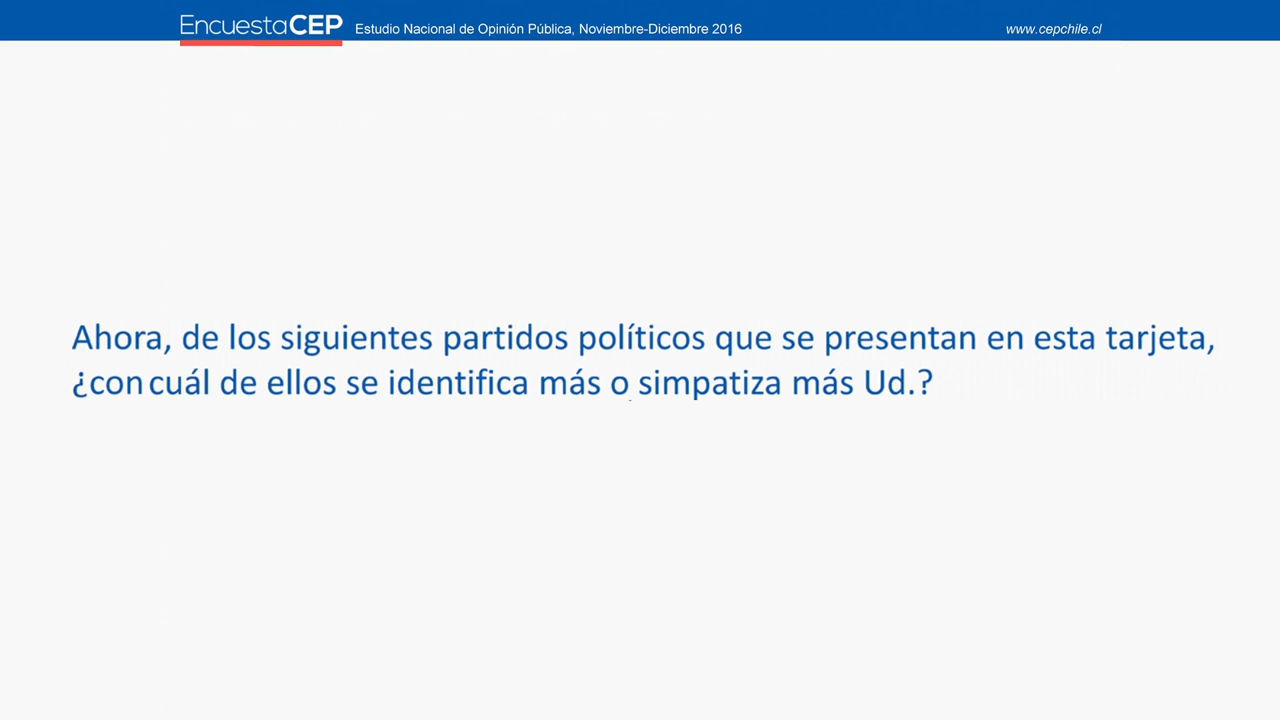 EncuestaCEP Estudio Nacional de Opinión Pública, Noviembre-Diciembre 2016 www.cepchile.cl
Ahora, de los siguientes partidos políticos que se presentan en esta tarjeta,
¿con cuál de ellos se identifica más o simpatiza más Ud.?